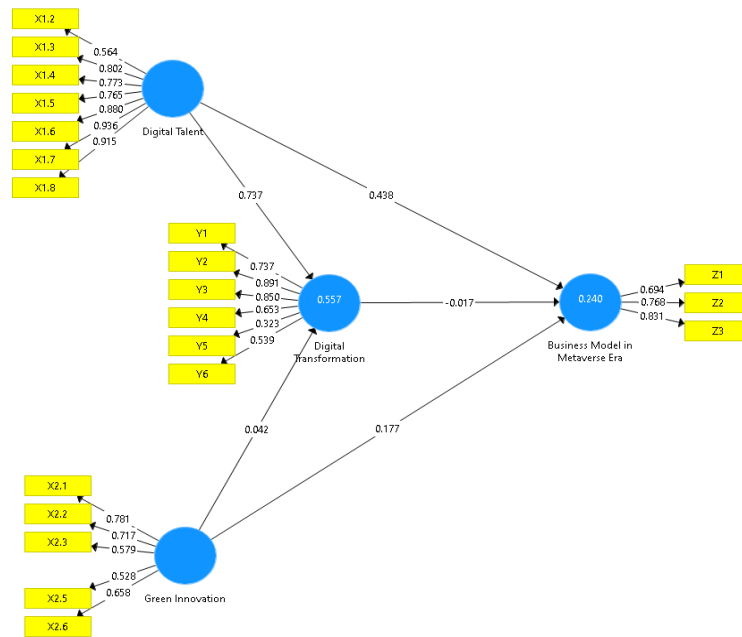 X1.2
X1.3
X1.4
X1.5
X1.6
X1.7
X1.8
0.564
0.802
0.773
0.765
0.880
0.936
0.915
Digital Talent
0.737
0.438
Y1
Y2
Y3
Y4
Y5
Y6
0.737
0.891
0.850
0.653
0.323
0.539
0.557
Digital
Transformation
-0.017
0.240
Business Model in
Metaverse Era
0.694
0.768
0.831
Z1
Z2
Z3
0.042
0.177
X2.1
X2.2
X2.3
X2.5
X2.6
0.781
0.717
0.579
0.528
0.658
Green Innovation